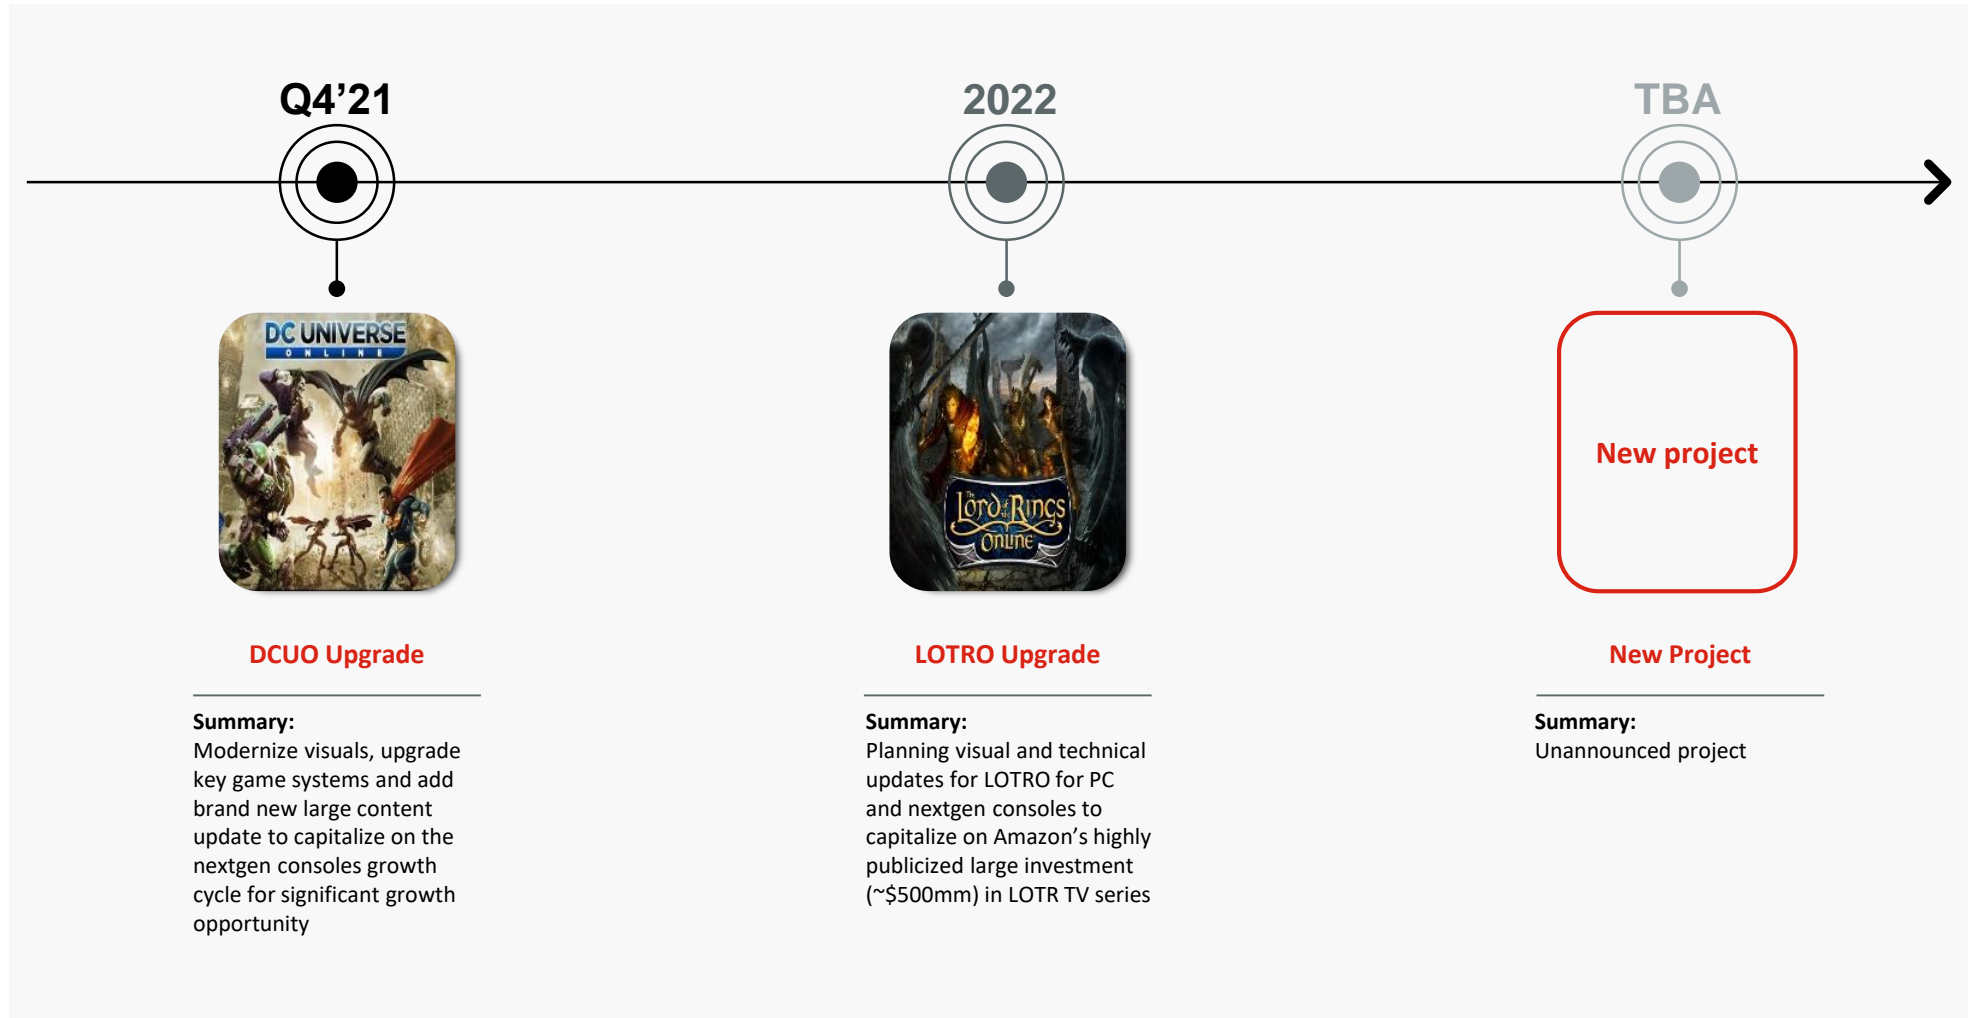 Q4’21
2022
TBA
DC UNIVERSE
ONLINE
The
Lord of the Rings
Online
New project
DCUO Upgrade
Summary:
Modernize visuals, upgrade
key game systems and add
brand new large content
update to capitalize on the
nextgen consoles growth
cycle for significant growth
opportunity
LOTRO Upgrade
Summary:
Planning visual and technical
updates for LOTRO for PC
and nextgen consoles to
capitalize on Amazon’s highly
publicized large investment
(~$500mm) in LOTR TV series
New Project
Summary:
Unannounced project